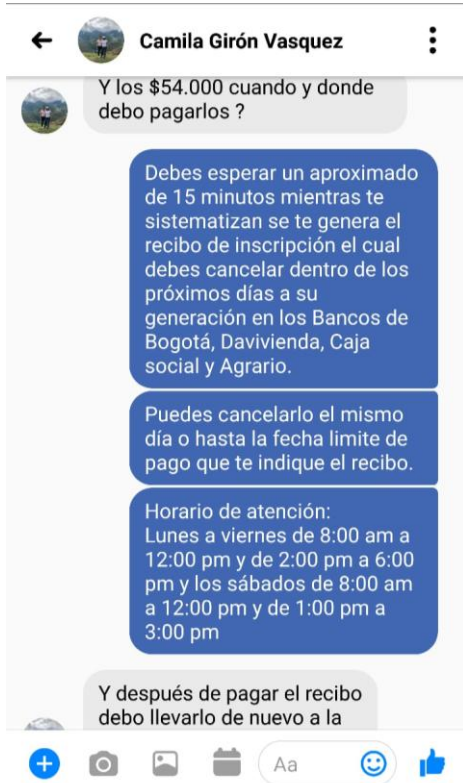 Camila Girón Vasquez
Y los $54.000 cuando y donde
debo pagarlos ?
Debes esperar un aproximado
de 15 minutos mientras te
sistematizan se te genera el
recibo de inscripción el cual
debes cancelar dentro de los
próximos días a su
generación en los Bancos de
Bogotá, Davivienda, Caja
social y Agrario.
Puedes cancelarlo el mismo
día o hasta la fecha limite de
pago que te indique el recibo.
Horario de atención:
Lunes a viernes de 8:00 am a
12:00 pm y de 2:00 pm a 6:00
pm y los sábados de 8:00 am
a 12:00 pm y de 1:00 pm a
3:00 pm
Y después de pagar el recibo
debo llevarlo de nuevo a la
Aa